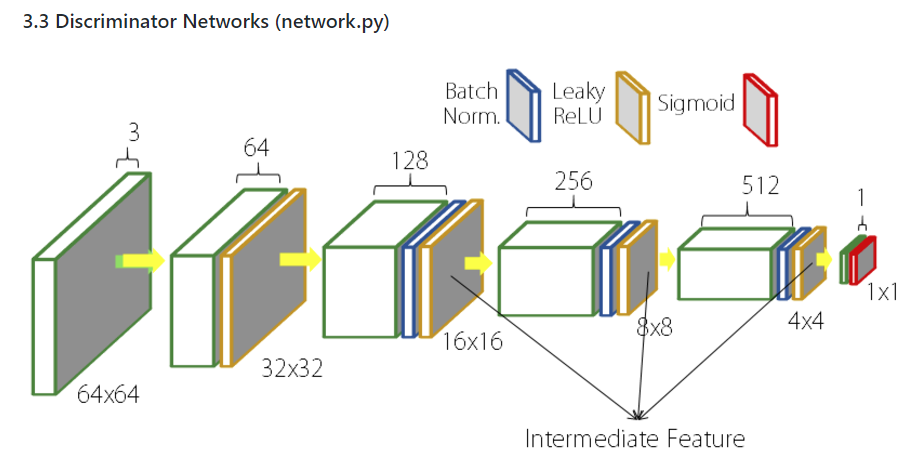 3.3 Discriminator Networks (network.py)
Batch
Norm.
Leaky
ReLU
Sigmoid
3
64
128
256
512
1
64x64
32x32
16x16
8x8
4x4
1x1
Intermediate Feature